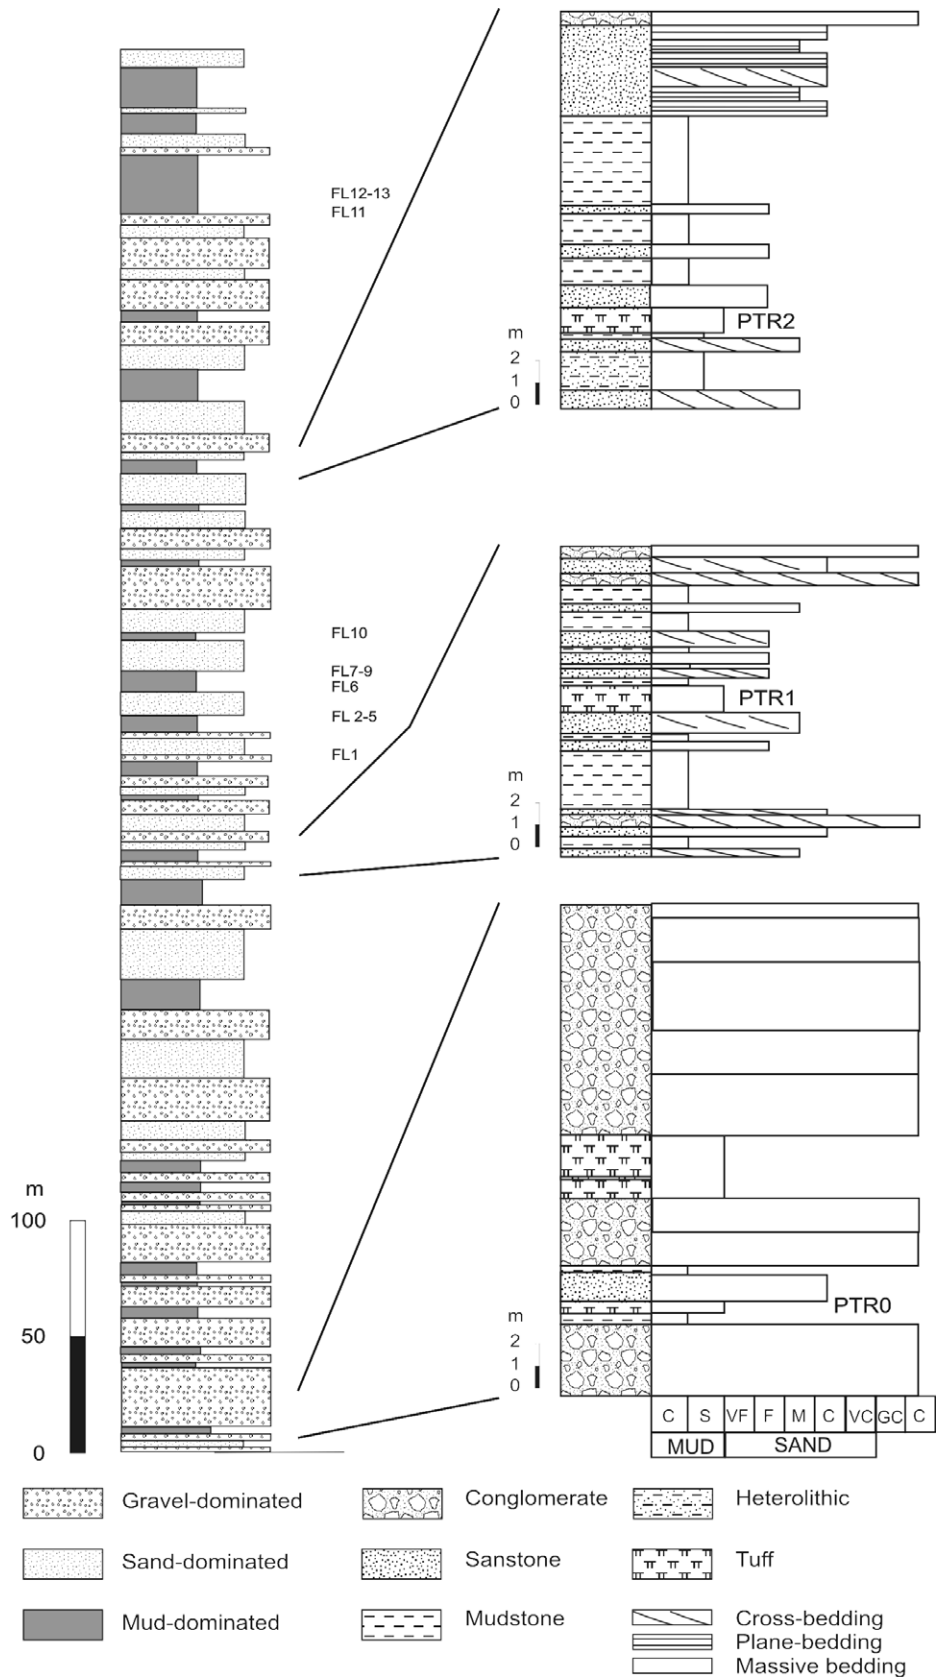 FL12-13
FL11
PTR2
m
2
1
0
FL10
FL7-9
FL6
FL 2-5
FL1
PTR1
m
2
1
0
m
100
50
0
PTR0
m
2
1
0
C S VF F M C VC GC C
MUD SAND
Gravel-dominated Conglomerate Heterolithic
Sand-dominated Sanstone Tuff
Mud-dominated Mudstone Cross-bedding
Plane-bedding
Massive bedding